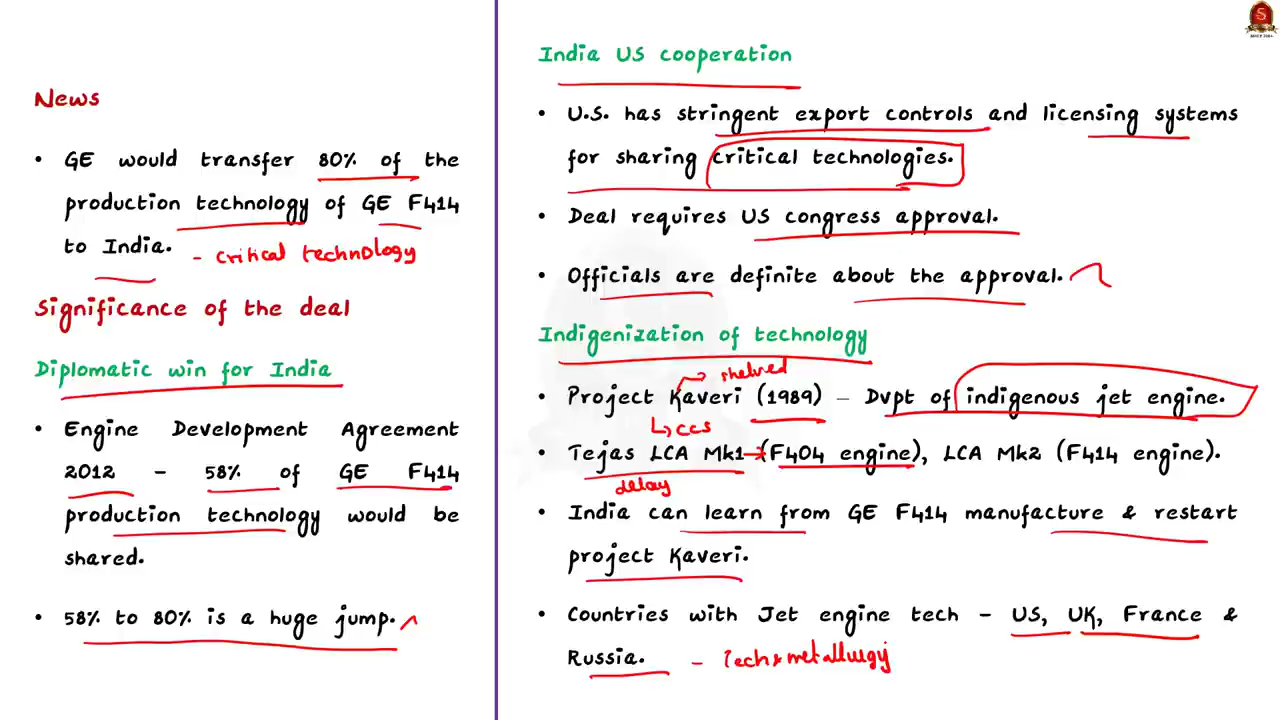 News
• GE would transfer 80% of the
production technology of GE F414
to India.
- critical technology
Significance of the deal
Diplomatic win for India
• Engine Development Agreement
2012 - 58% of GE F414
production technology would be
shared.
• 58% to 80% is a huge jump.
India US cooperation
• U.S. has stringent export controls and licensing systems
for sharing critical technologies.
• Deal requires US congress approval.
• Officials are definite about the approval.
Indigenization of technology
shelved
• Project Kaveri (1989) – Dvpt of indigenous jet engine.
CCS
• Tejas LCA Mk1 → (F404 engine), LCA Mk2 (F414 engine).
delay
• India can learn from GE F414 manufacture & restart
project Kaveri.
• Countries with Jet engine tech - US, UK, France &
Russia.
- Tech & metallurgy